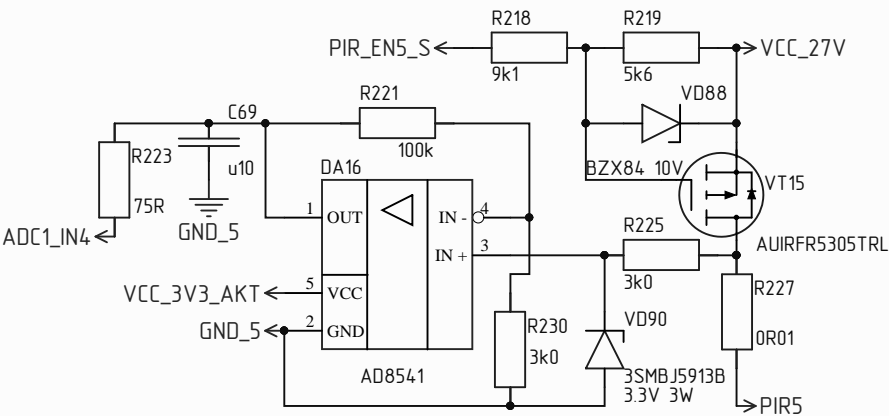 R218
R219
PIR_EN5_S
VCC_27V
9k1
5k6
R221
VD88
C69
100k
R223
u10
BZX84 10V
DA16
VT15
75R
1
OUT
IN -
4
GND_5
ADC1_IN4
IN +
3
R225
AUIRFR5305TRL
3k0
R227
VCC_3V3_AKT
5
VCC
GND_5
2
GND
R230
VD90
0R01
3k0
AD8541
3SMBJ5913B
3.3V 3W
PIR5